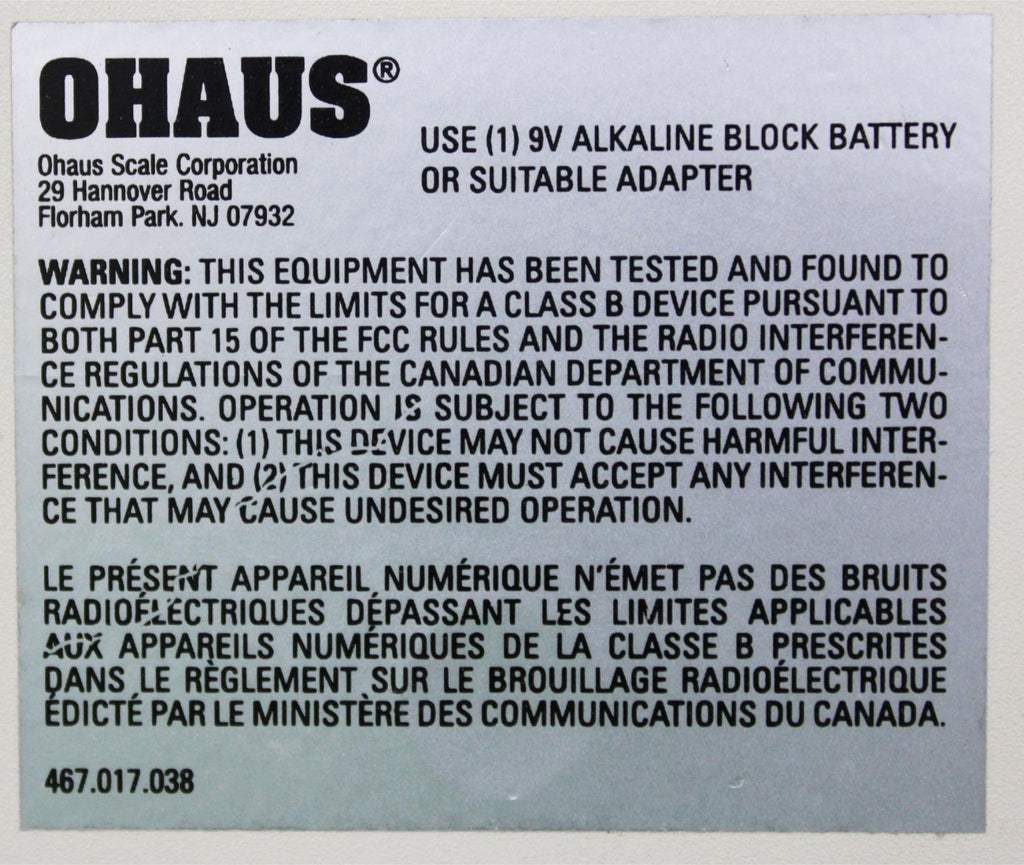 OHAUS®
Ohaus Scale Corporation
29 Hannover Road
Florham Park. NJ 07932
USE (1) 9V ALKALINE BLOCK BATTERY
OR SUITABLE ADAPTER
WARNING: THIS EQUIPMENT HAS BEEN TESTED AND FOUND TO
COMPLY WITH THE LIMITS FOR A CLASS B DEVICE PURSUANT TO
BOTH PART 15 OF THE FCC RULES AND THE RADIO INTERFEREN-
CE REGULATIONS OF THE CANADIAN DEPARTMENT OF COMMU-
NICATIONS. OPERATION IS SUBJECT TO THE FOLLOWING TWO
CONDITIONS: (1) THIS DEVICE MAY NOT CAUSE HARMFUL INTER-
FERENCE, AND (2) THIS DEVICE MUST ACCEPT ANY INTERFEREN-
CE THAT MAY CAUSE UNDESIRED OPERATION.
LE PRÉSENT APPAREIL NUMÉRIQUE N'ÉMET PAS DES BRUITS
RADIOÉLECTRIQUES DÉPASSANT LES LIMITES APPLICABLES
AUX APPAREILS NUMÉRIQUES DE LA CLASSE B PRESCRITES
DANS LE RÈGLEMENT SUR LE BROUILLAGE RADIOÉLECTRIQUE
ÉDICTÉ PAR LE MINISTÈRE DES COMMUNICATIONS DU CANADA.
467.017.038